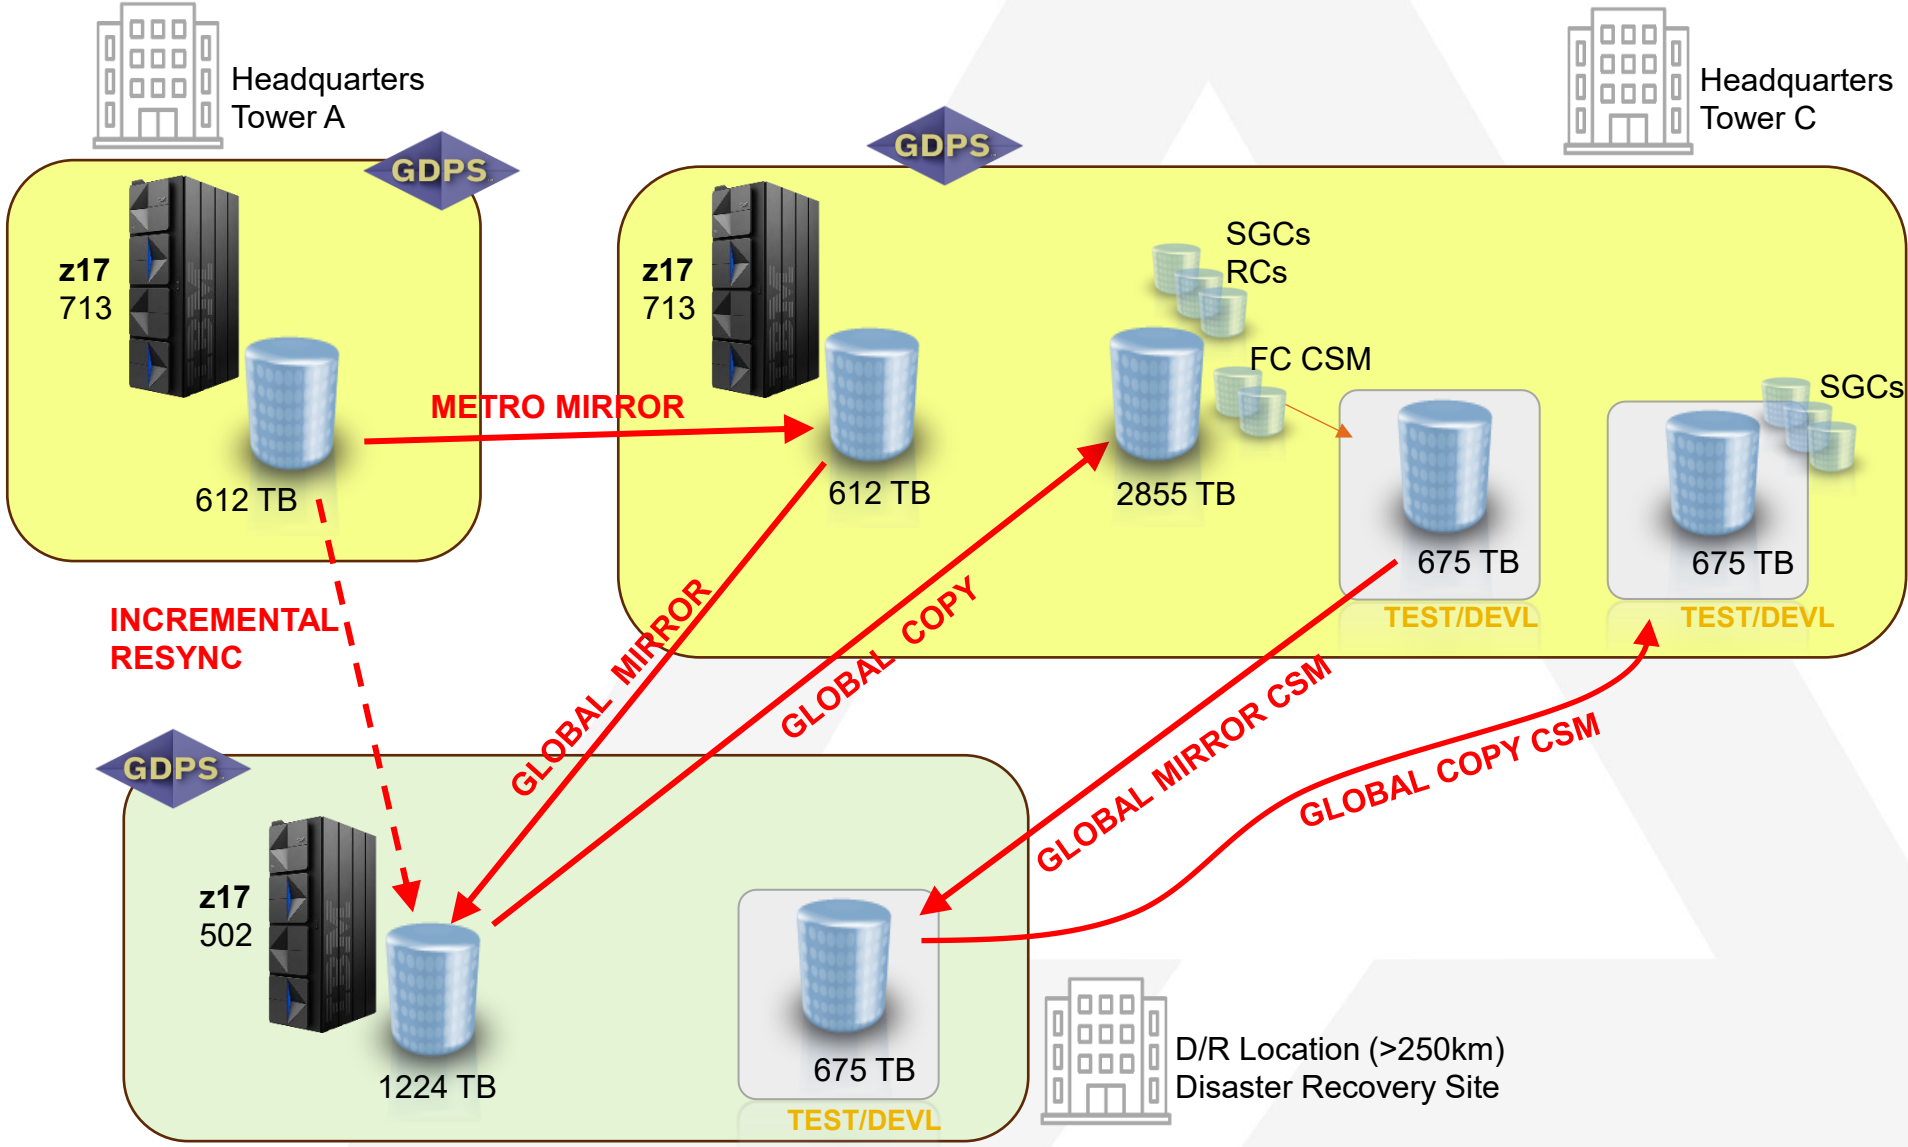 Headquarters
Tower A
Headquarters
Tower C
GDPS
GDPS
z17
713
612 TB
METRO MIRROR
z17
713
612 TB
SGCs
RCs
FC CSM
2855 TB
675 TB
TEST/DEVL
SGCs
675 TB
TEST/DEVL
INCREMENTAL
RESYNC
GLOBAL MIRROR
GLOBAL COPY
GLOBAL MIRROR CSM
GLOBAL COPY CSM
GDPS
z17
502
1224 TB
675 TB
TEST/DEVL
D/R Location (>250km)
Disaster Recovery Site